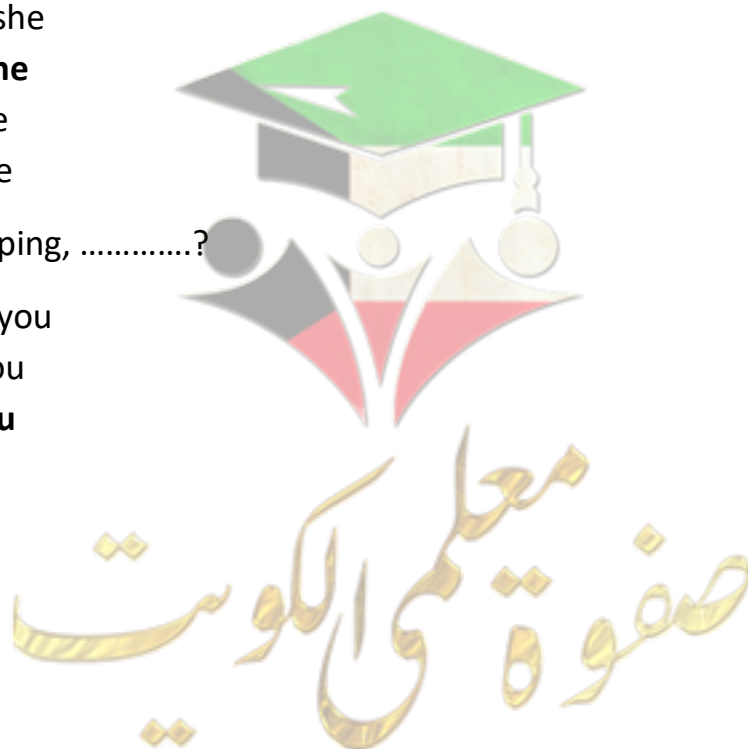 she
he
e
e
ping, .............?
you
ou
u
صفوة معلمي الكويت